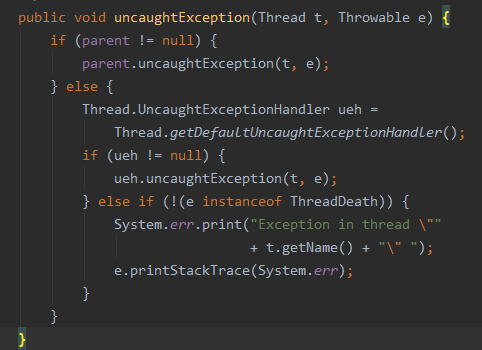 public void uncaughtException(Thread t, Throwable e) {
    if (parent != null) {
        parent.uncaughtException(t, e);
    } else {
        Thread.UncaughtExceptionHandler ueh =
            Thread.getDefaultUncaughtExceptionHandler();
        if (ueh != null) {
            ueh.uncaughtException(t, e);
        } else if (!(e instanceof ThreadDeath)) {
            System.err.print("Exception in thread \""
                             + t.getName() + "\" ");
            e.printStackTrace(System.err);
        }
    }
}